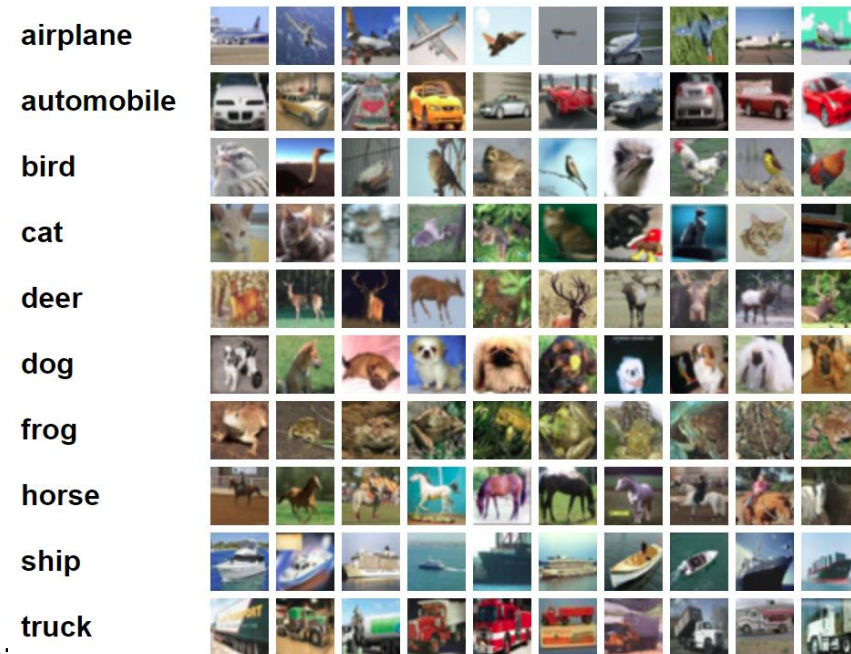 airplane
automobile
bird
cat
deer
dog
frog
horse
ship
truck